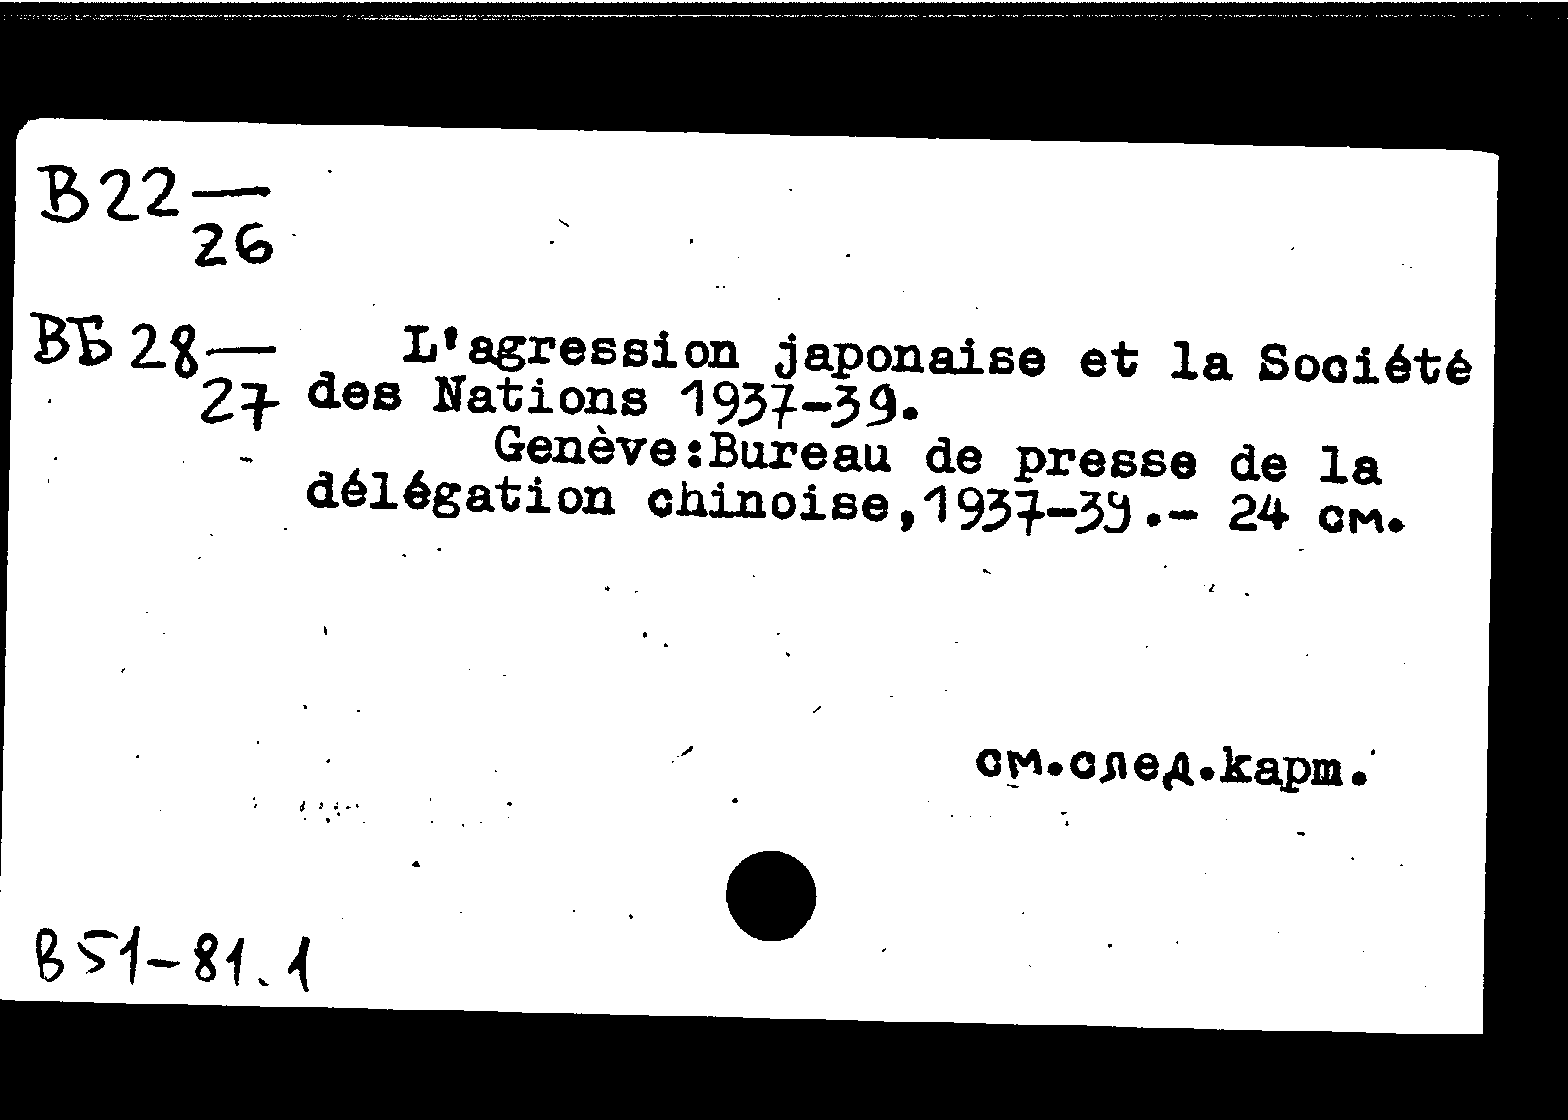 B22—
26
ВБ 28—
27
L'agression japonaise et la Société
des Nations 1937-39.
Genève:Bureau de presse de la
délégation chinoise,1937-39.- 24 см.
см.след.карт.
В 51-81.1